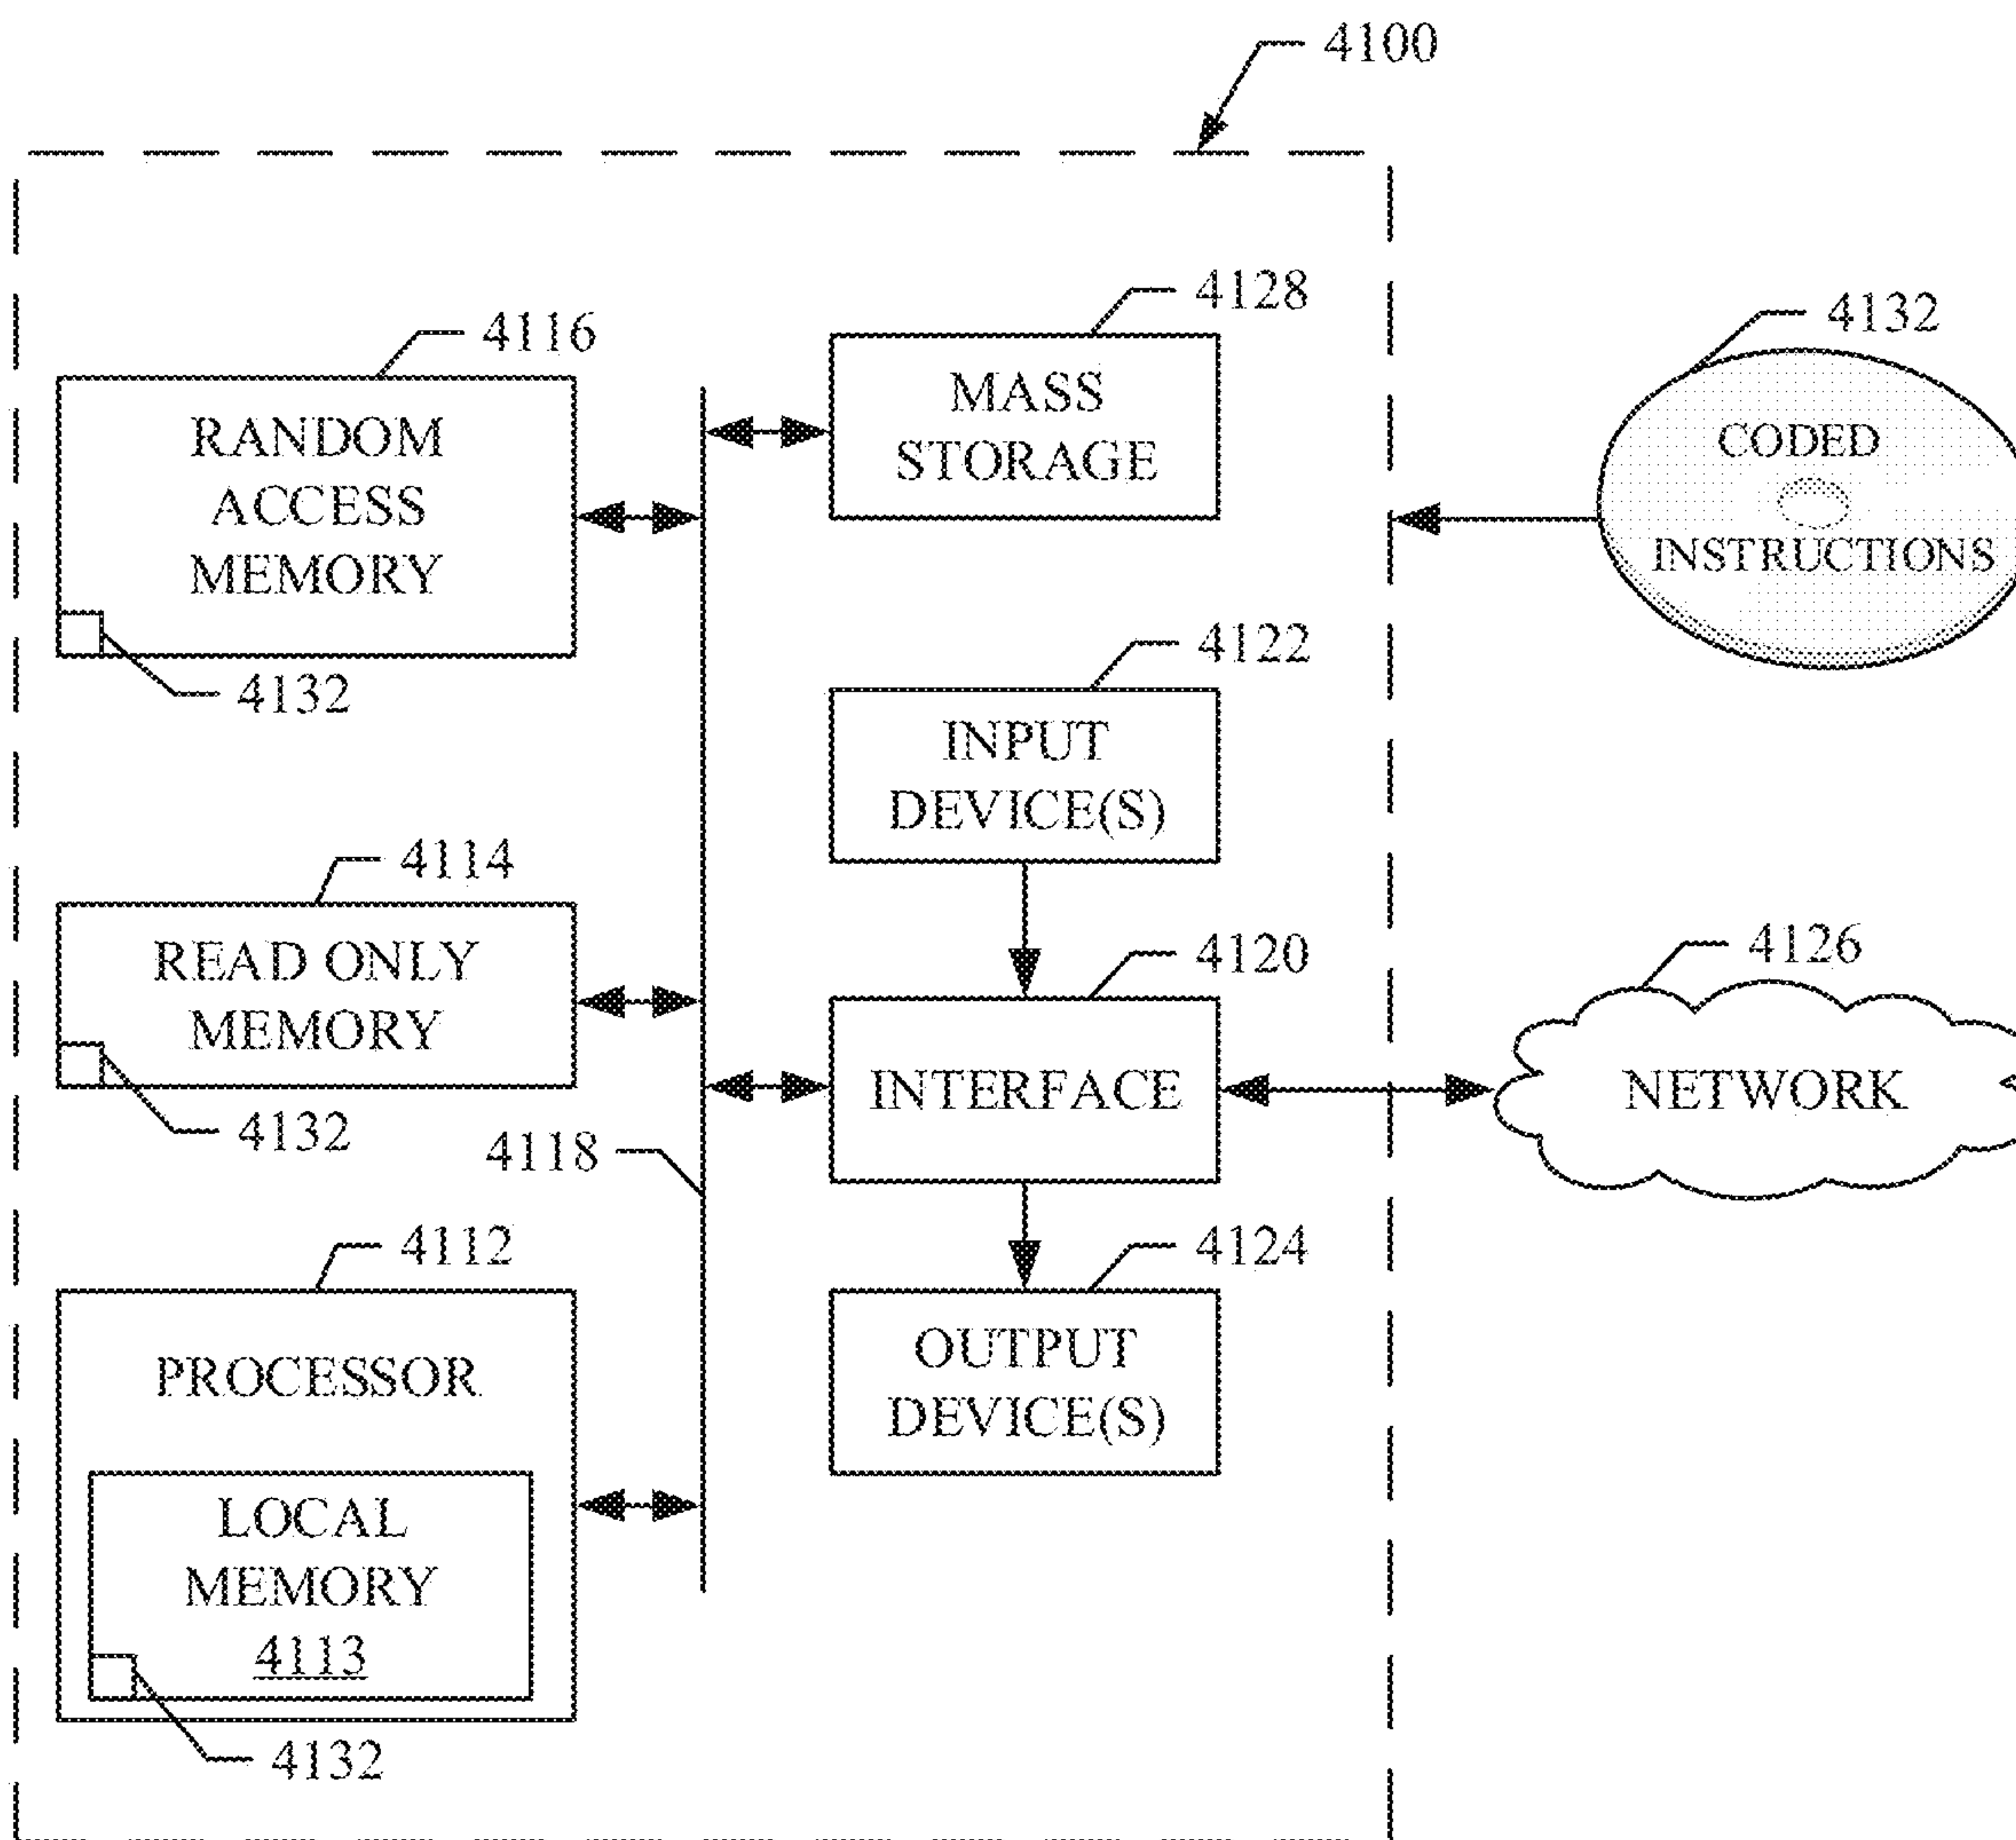 4100
4116
RANDOM
ACCESS
MEMORY
4132
4128
MASS
STORAGE
4132
CODED
INSTRUCTIONS
4122
INPUT
DEVICE(S)
4114
READ ONLY
MEMORY
4132
4118
4120
INTERFACE
4126
NETWORK
4112
PROCESSOR
LOCAL
MEMORY
4113
4132
4124
OUTPUT
DEVICE(S)